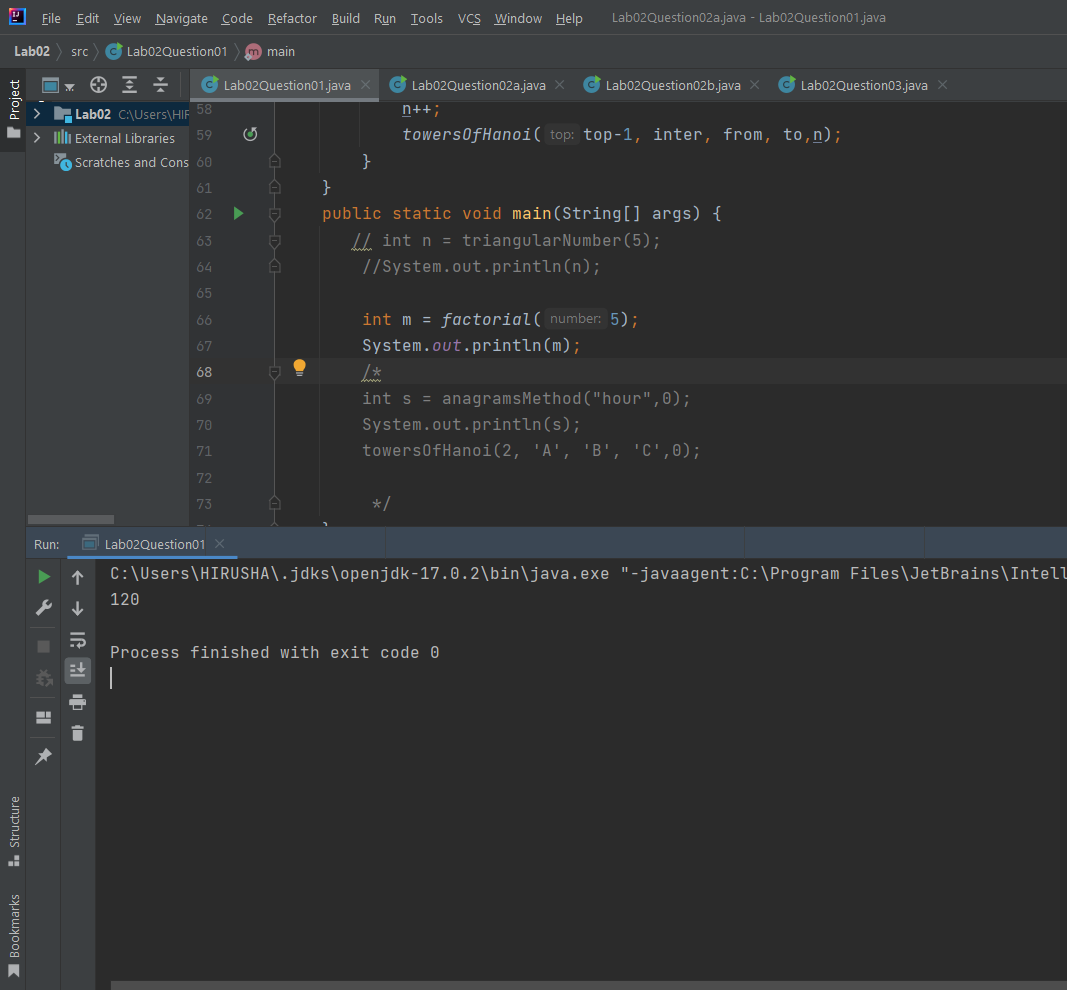 File Edit View Navigate Code Refactor Build Run Tools VCS Window Help Lab02Question02a.java - Lab02Question01.java
Lab02 src Lab02Question01 main
Project
Lab02Question01.java Lab02Question02a.java Lab02Question02b.java Lab02Question03.java
Lab02 C:\Users\HIR
External Libraries
Scratches and Cons
58 n++;
59 towersOfHanoi( top: top-1, inter, from, to,n);
60 }
61 }
62 public static void main(String[] args) {
63 // int n = triangularNumber(5);
64 //System.out.println(n);
65
66 int m = factorial( number: 5);
67 System.out.println(m);
68 /*
69 int s = anagramsMethod("hour",0);
70 System.out.println(s);
71 towersOfHanoi(2, 'A', 'B', 'C',0);
72
73 */
Run: Lab02Question01
C:\Users\HIRUSHA\.jdks\openjdk-17.0.2\bin\java.exe "-javaagent:C:\Program Files\JetBrains\Intell
120
Process finished with exit code 0
Structure
Bookmarks